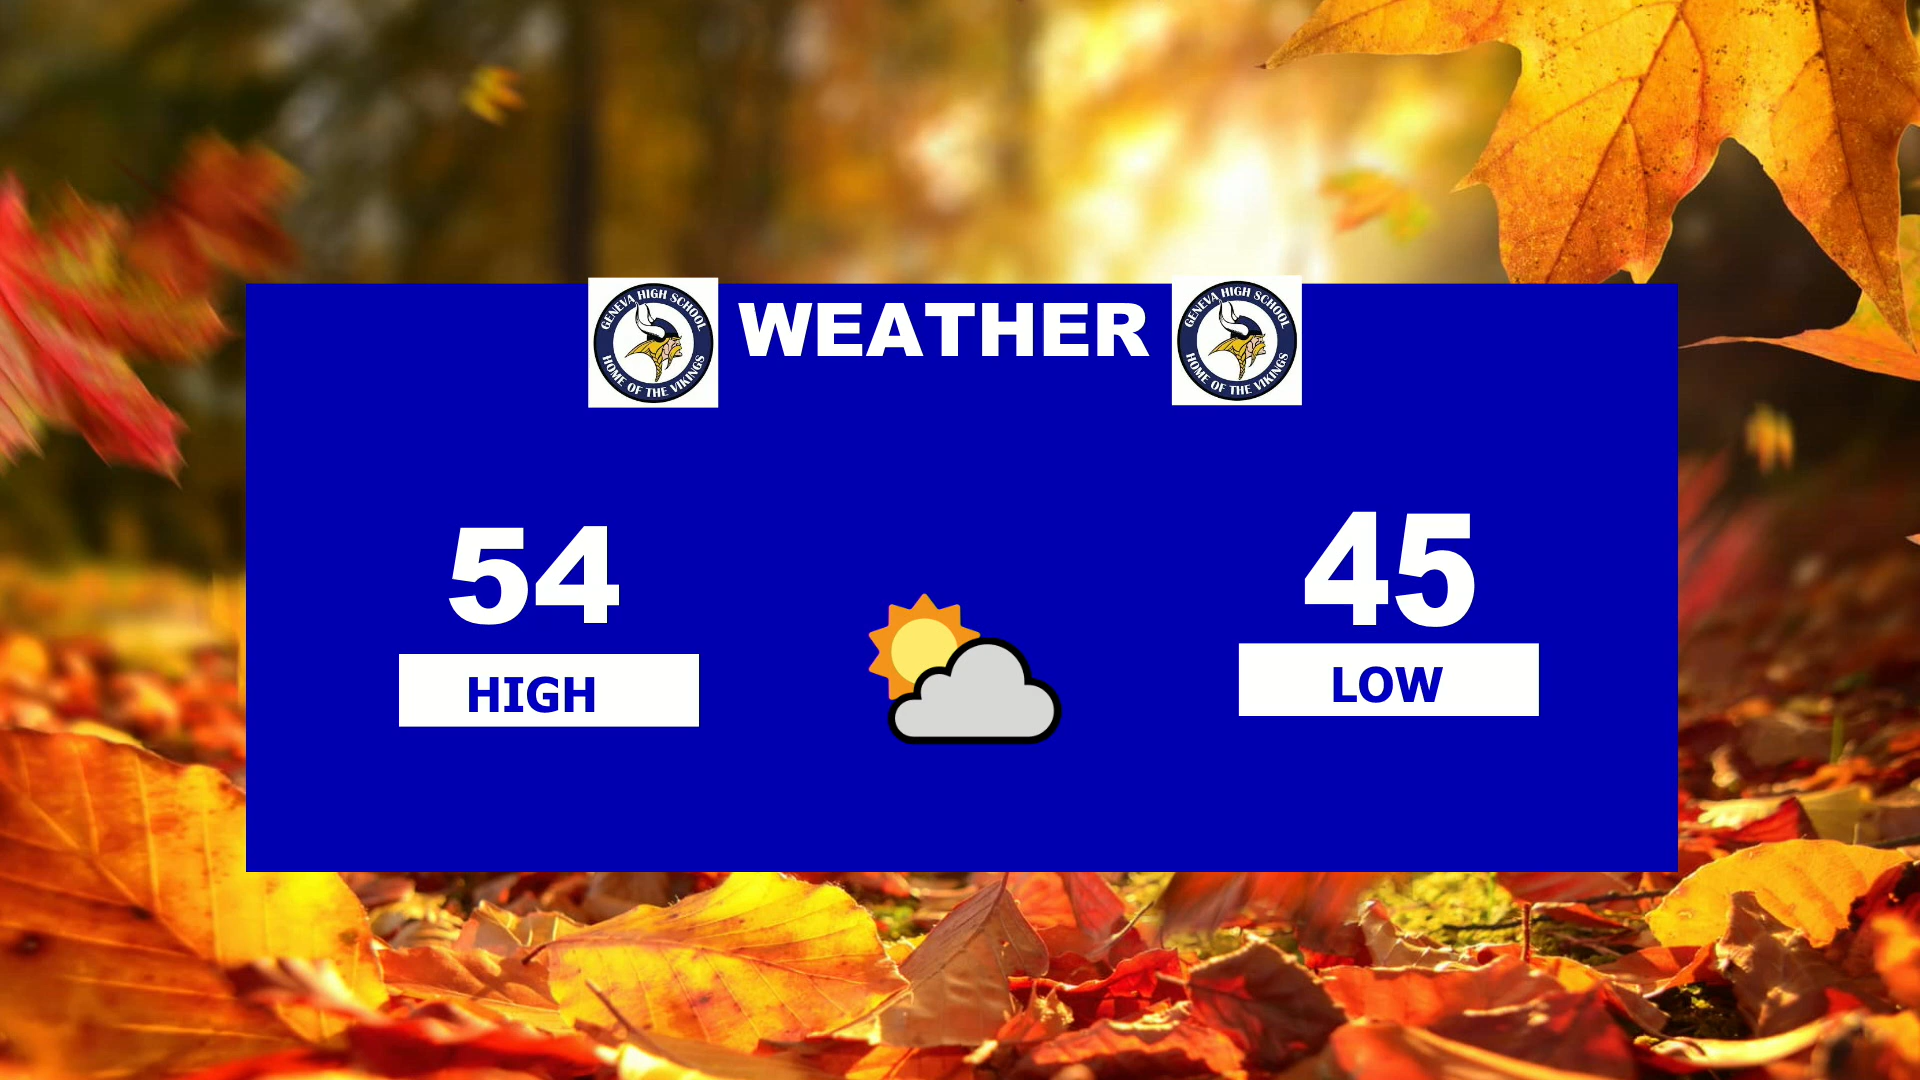 GENEVA HIGH SCHOOL
HOME OF THE VIKINGS
WEATHER
GENEVA HIGH SCHOOL
HOME OF THE VIKINGS
54
HIGH
45
LOW